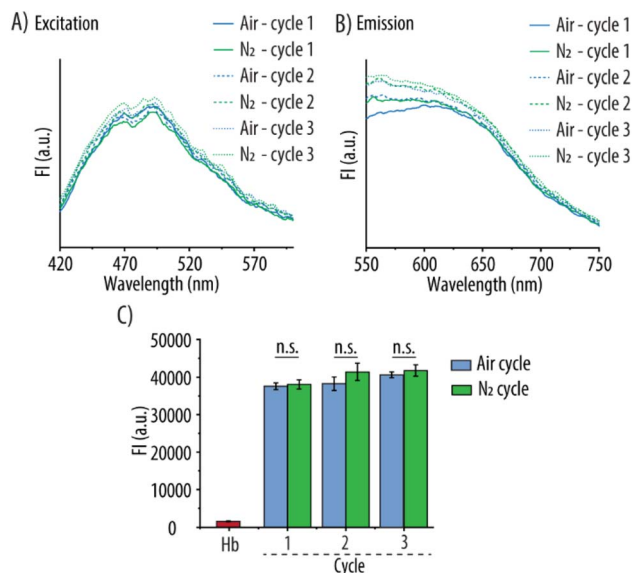 A) Excitation
Air - cycle 1
N₂ - cycle 1
Air - cycle 2
N₂ - cycle 2
Air - cycle 3
N₂ - cycle 3
FI (a.u.)
420 470 520 570
Wavelength (nm)
B) Emission
Air - cycle 1
N₂ - cycle 1
Air - cycle 2
N₂ - cycle 2
Air - cycle 3
N₂ - cycle 3
FI (a.u.)
550 600 650 700 750
Wavelength (nm)
C)
50000
40000
30000
20000
10000
0
FI (a.u.)
n.s. n.s. n.s.
Air cycle
N₂ cycle
Hb 1 2 3
Cycle